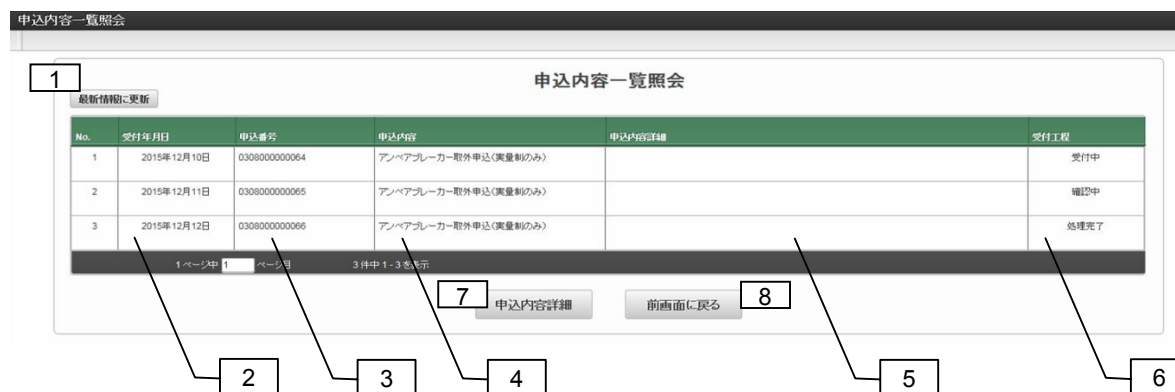 申込内容一覧照会
1
申込内容一覧照会
最新情報に更新
No. 受付年月日 申込番号 申込内容 申込内容詳細 受付工程
1 2015年12月10日 0308000000064 アンペアブレーカー取外申込(実量制のみ) 受付中
2 2015年12月11日 0308000000065 アンペアブレーカー取外申込(実量制のみ) 確認中
3 2015年12月12日 0308000000066 アンペアブレーカー取外申込(実量制のみ) 処理完了
1 ページ中 1 ページ目 3 件中 1 - 3 を表示
7 申込内容詳細 前画面に戻る 8
2 3 4 5 6